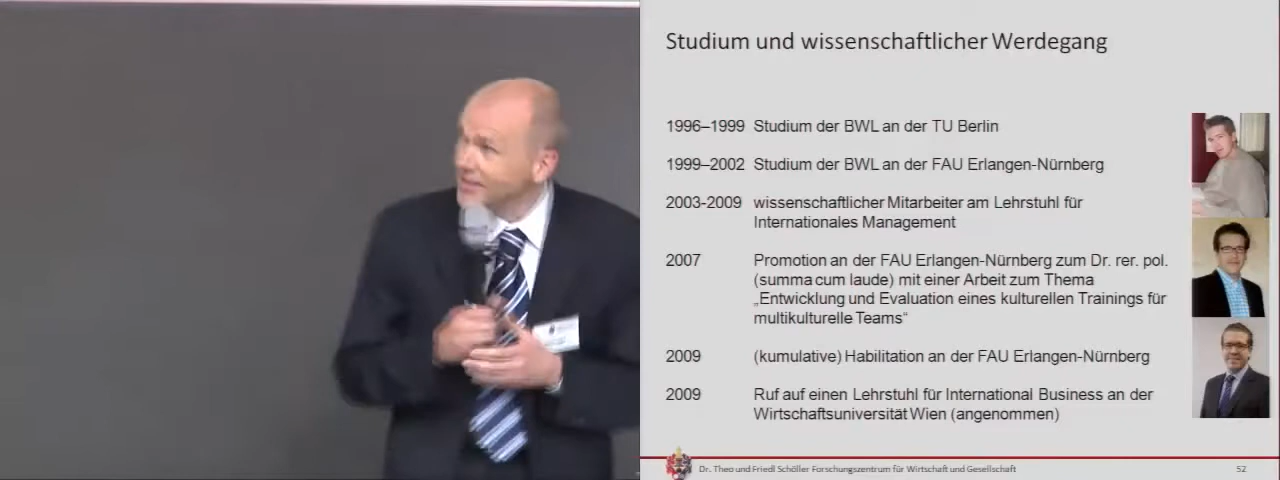 Studium und wissenschaftlicher Werdegang
1996–1999 Studium der BWL an der TU Berlin
1999–2002 Studium der BWL an der FAU Erlangen-Nürnberg
2003-2009 wissenschaftlicher Mitarbeiter am Lehrstuhl für
Internationales Management
2007 Promotion an der FAU Erlangen-Nürnberg zum Dr. rer. pol.
(summa cum laude) mit einer Arbeit zum Thema
„Entwicklung und Evaluation eines kulturellen Trainings für
multikulturelle Teams“
2009 (kumulative) Habilitation an der FAU Erlangen-Nürnberg
2009 Ruf auf einen Lehrstuhl für International Business an der
Wirtschaftsuniversität Wien (angenommen)
Dr. Theo und Friedl Schöller Forschungszentrum für Wirtschaft und Gesellschaft 52